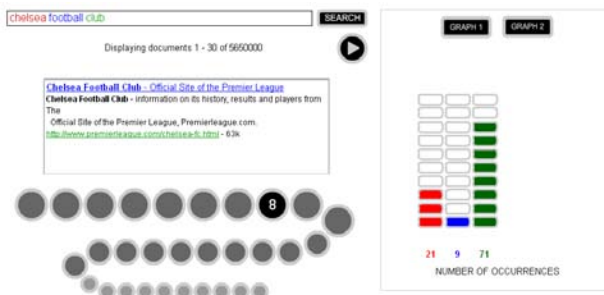 chelsea football club
SEARCH
GRAPH 1
GRAPH 2
Displaying documents 1 - 30 of 5650000
Chelsea Football Club - Official Site of the Premier League
Chelsea Football Club - information on its history, results and players from
The
Official Site of the Premier League, Premierleague.com.
http://www.premierleague.com/chelsea-fc.html - 63k
8
21 9 71
NUMBER OF OCCURRENCES